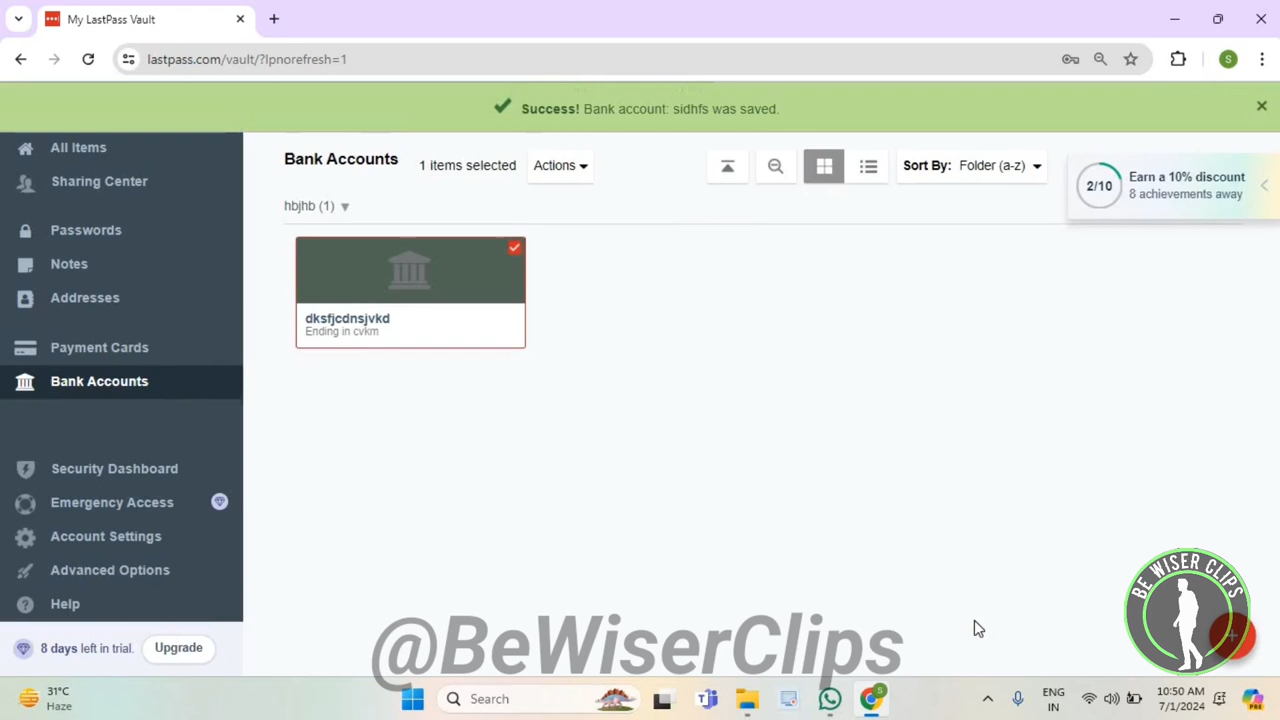 My LastPass Vault
lastpass.com/vault/?lpnorefresh=1
S
Success! Bank account: sidhfs was saved.
All Items
Sharing Center
Passwords
Notes
Addresses
Payment Cards
Bank Accounts
Security Dashboard
Emergency Access
Account Settings
Advanced Options
Help
8 days left in trial.
Upgrade
Bank Accounts
1 items selected
Actions
Sort By: Folder (a-z)
2/10
Earn a 10% discount
8 achievements away
hbjhb (1)
dksfjcdnsjvkd
Ending in cvkm
BE WISER CLIPS
@BeWiserClips
31°C
Haze
Search
S
ENG
IN
10:50 AM
7/1/2024
PRE